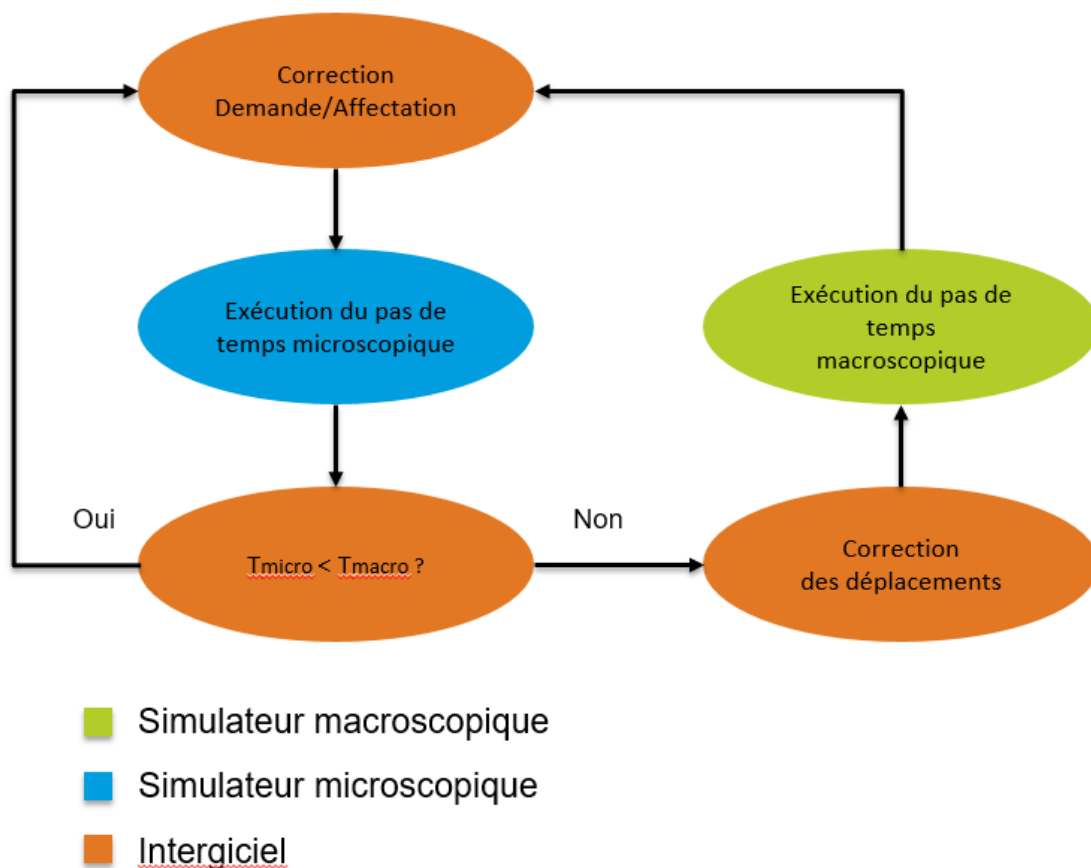 Correction
Demande/Affectation
Exécution du pas de
temps microscopique
Exécution du pas de
temps
macroscopique
Oui
Tmicro < Tmacro ?
Non
Correction
des déplacements
Simulateur macroscopique
Simulateur microscopique
Intergiciel